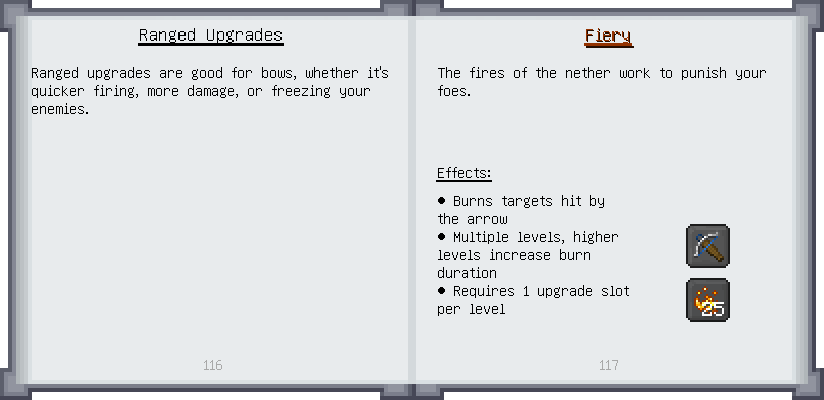 Ranged Upgrades
Ranged upgrades are good for bows, whether it's
quicker firing, more damage, or freezing your
enemies.
116
Fiery
The fires of the nether work to punish your
foes.
Effects:
• Burns targets hit by
the arrow
• Multiple levels, higher
levels increase burn
duration
• Requires 1 upgrade slot
per level
25
117